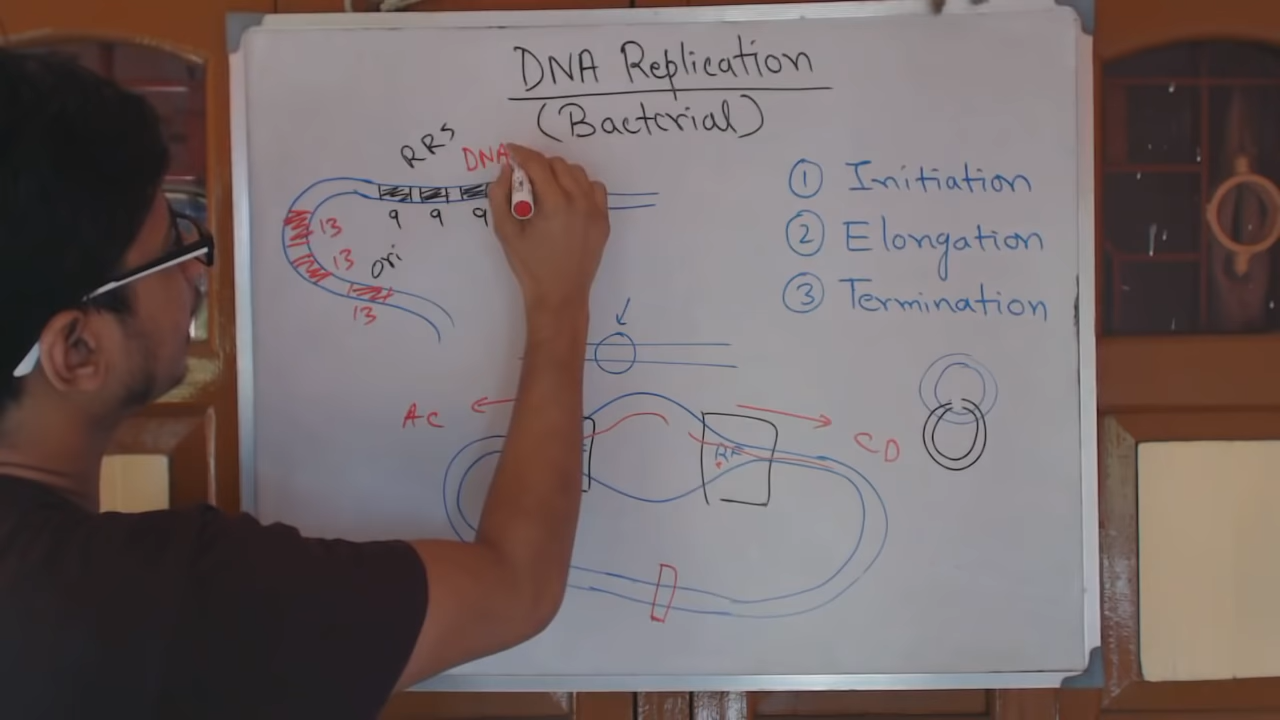 DNA Replication
(Bacterial)
RRS
DNA
9 9 9
13
13
ori
13
① Initiation
② Elongation
③ Termination
AC
CD
RF